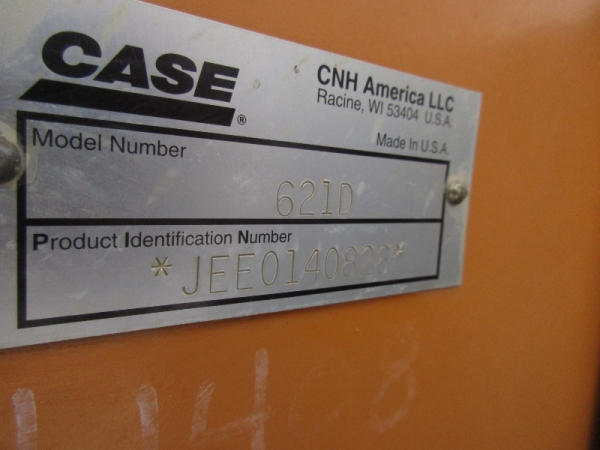 CASE
®
CNH America LLC
Racine, WI 53404 U.S.A.
Made In U.S.A.
Model Number
621D
Product Identification Number
*JEE0140828*